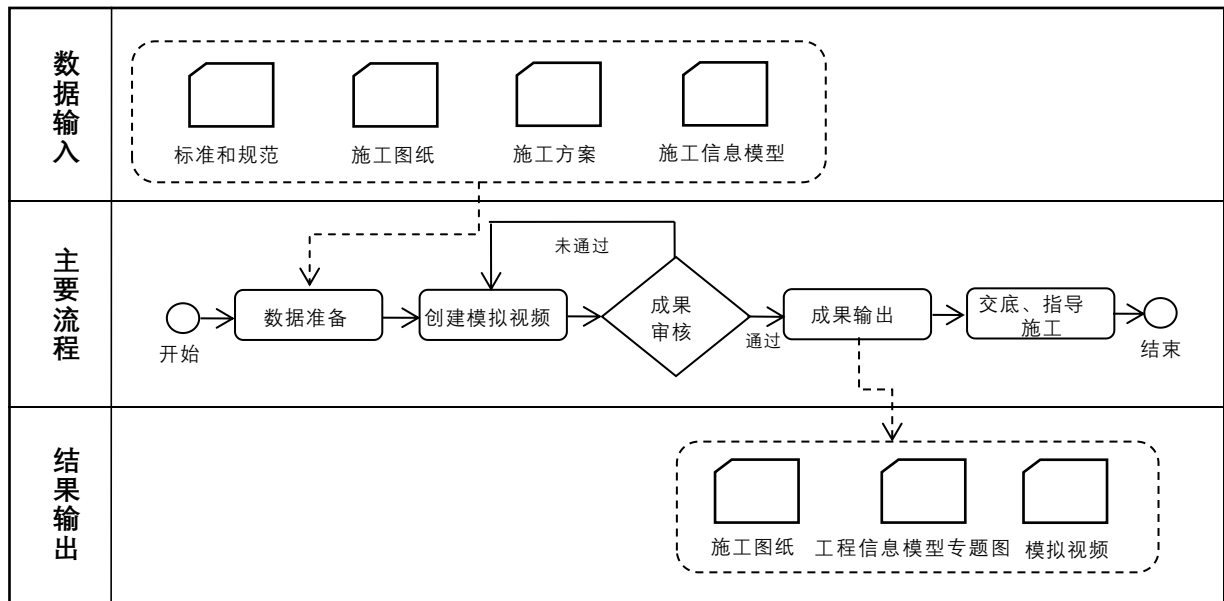 数据输入
标准和规范
施工图纸
施工方案
施工信息模型
主要流程
未通过
开始
数据准备
创建模拟视频
成果
审核
通过
成果输出
交底、指导
施工
结束
结果输出
施工图纸
工程信息模型专题图
模拟视频